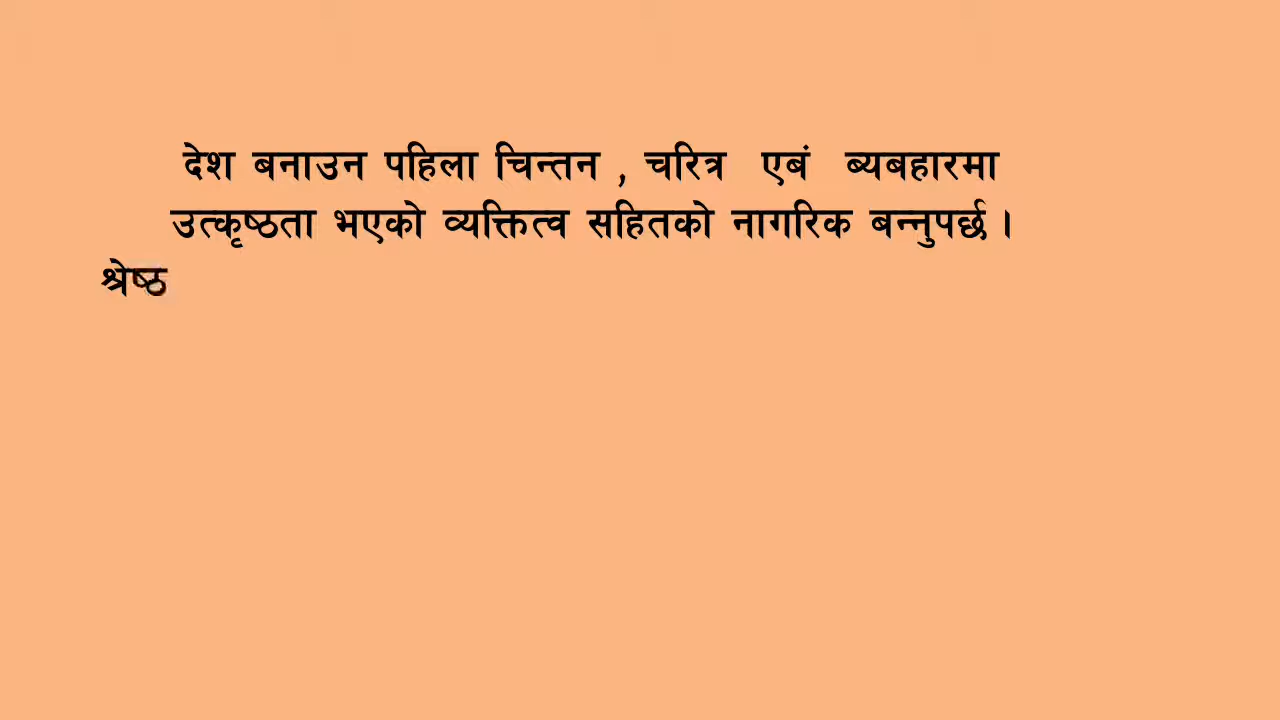 देश बनाउन पहिला चिन्तन , चरित्र एबं ब्यबहारमा
उत्कृष्ठता भएको व्यक्तित्व सहितको नागरिक बन्नुपर्छ ।
श्रेष्ठ